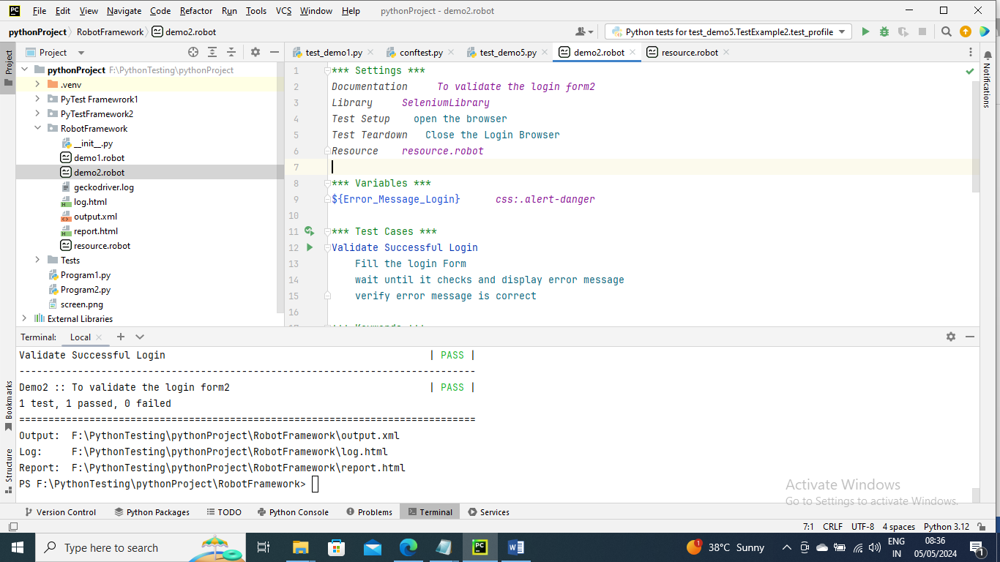 File Edit View Navigate Code Refactor Run Tools VCS Window Help pythonProject - demo2.robot
pythonProject RobotFramework demo2.robot Python tests for test_demo5.TestExample2.test_profile
Project
test_demo1.py conftest.py test_demo5.py demo2.robot resource.robot
Project
Bookmarks
Structure
Notifications
pythonProject F:\PythonTesting\pythonProject
.venv
PyTest Framewrork1
PyTestFramework2
RobotFramework
__init__.py
demo1.robot
demo2.robot
geckodriver.log
log.html
output.xml
report.html
resource.robot
Tests
Program1.py
Program2.py
screen.png
External Libraries
1 *** Settings ***
2 Documentation To validate the login form2
3 Library SeleniumLibrary
4 Test Setup open the browser
5 Test Teardown Close the Login Browser
6 Resource resource.robot
7
8 *** Variables ***
9 ${Error_Message_Login} css:.alert-danger
10
11 *** Test Cases ***
12 Validate Successful Login
13 Fill the login Form
14 wait until it checks and display error message
15 verify error message is correct
16
Terminal: Local
Validate Successful Login | PASS |
------------------------------------------------------------------------------
Demo2 :: To validate the login form2 | PASS |
1 test, 1 passed, 0 failed
==============================================================================
Output: F:\PythonTesting\pythonProject\RobotFramework\output.xml
Log: F:\PythonTesting\pythonProject\RobotFramework\log.html
Report: F:\PythonTesting\pythonProject\RobotFramework\report.html
PS F:\PythonTesting\pythonProject\RobotFramework>
Activate Windows
Go to Settings to activate Windows.
Version Control Python Packages TODO Python Console Problems Terminal Services
7:1 CRLF UTF-8 4 spaces Python 3.12
Type here to search
38°C Sunny
ENG
IN
08:36
05/05/2024